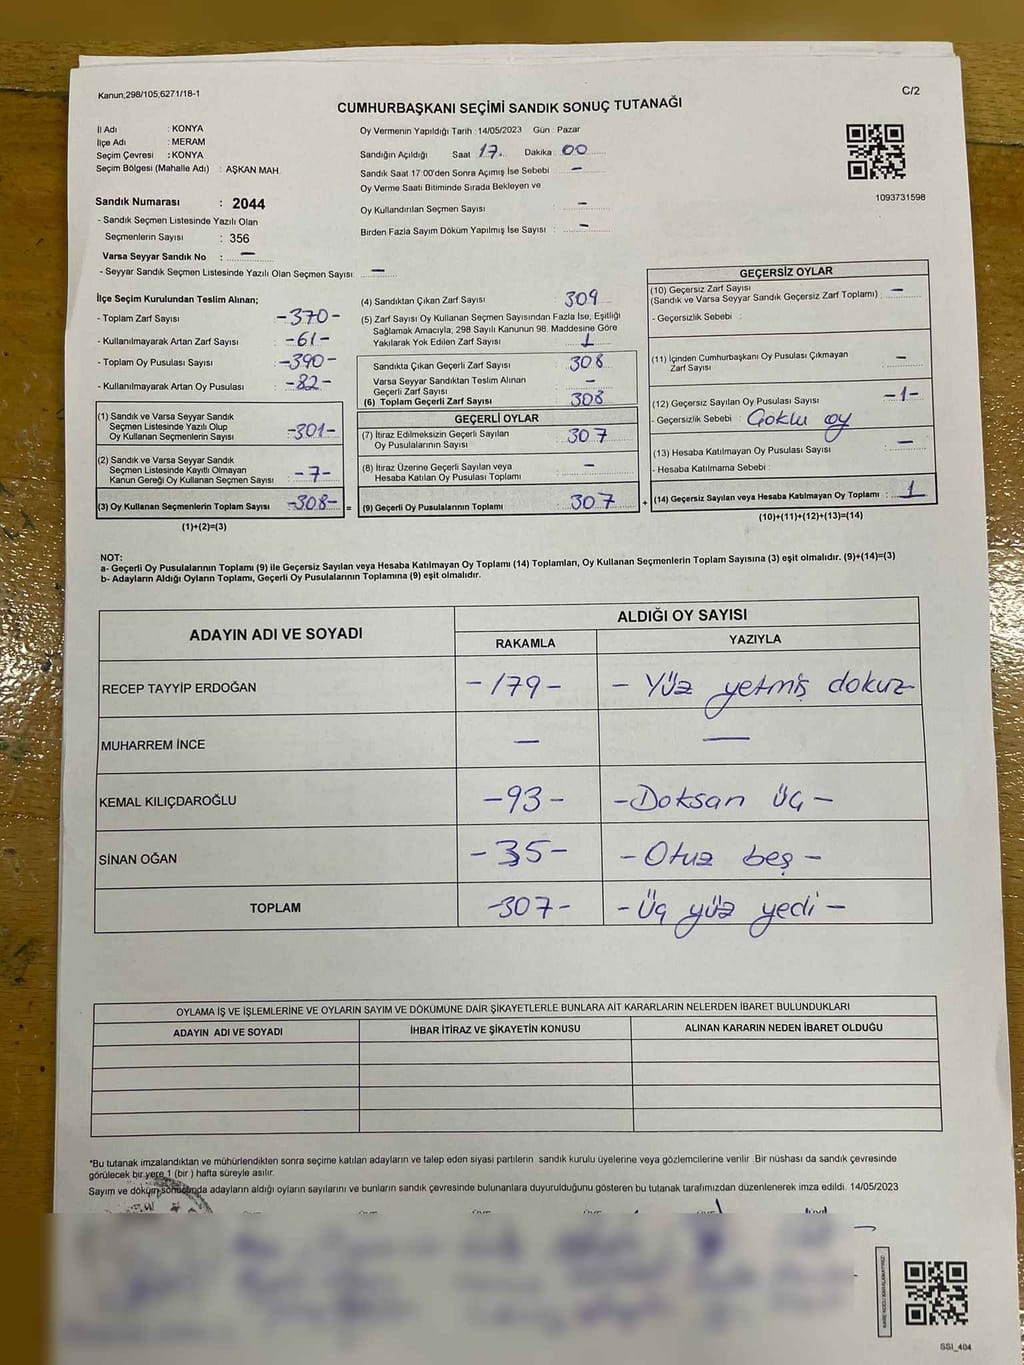 Kanun,298/105,6271/18-1
C/2
CUMHURBAŞKANI SEÇİMİ SANDIK SONUÇ TUTANAĞI
İl Adı : KONYA
İlçe Adı : MERAM
Seçim Çevresi : KONYA
Seçim Bölgesi (Mahalle Adı) : AŞKAN MAH.
Sandık Numarası : 2044
- Sandık Seçmen Listesinde Yazılı Olan
Seçmenlerin Sayısı : 356
Varsa Seyyar Sandık No : —
- Seyyar Sandık Seçmen Listesinde Yazılı Olan Seçmen Sayısı —
Oy Vermenin Yapıldığı Tarih : 14/05/2023 Gün : Pazar
Sandığın Açıldığı Saat 17. Dakika 00
Sandık Saat 17:00'den Sonra Açımış İse Sebebi —
Oy Verme Saati Bitiminde Sırada Bekleyen ve
Oy Kullandırılan Seçmen Sayısı —
Birden Fazla Sayım Döküm Yapılmış İse Sayısı : —
1093731598
İlçe Seçim Kurulundan Teslim Alınan;
- Toplam Zarf Sayısı -370-
- Kullanılmayarak Artan Zarf Sayısı -61-
- Toplam Oy Pusulası Sayısı -390-
- Kullanılmayarak Artan Oy Pusulası -82-
(1) Sandık ve Varsa Seyyar Sandık
Seçmen Listesinde Yazılı Olup
Oy Kullanan Seçmenlerin Sayısı -301-
(2) Sandık ve Varsa Seyyar Sandık
Seçmen Listesinde Kayıtlı Olmayan
Kanun Gereği Oy Kullanan Seçmen Sayısı -7-
(3) Oy Kullanan Seçmenlerin Toplam Sayısı -308-
(1)+(2)=(3)
(4) Sandıktan Çıkan Zarf Sayısı 309
(5) Zarf Sayısı Oy Kullanan Seçmen Sayısından Fazla İse, Eşitliği
Sağlamak Amacıyla, 298 Sayılı Kanunun 98. Maddesine Göre
Yakılarak Yok Edilen Zarf Sayısı 1
Sandıkta Çıkan Geçerli Zarf Sayısı 308
Varsa Seyyar Sandıktan Teslim Alınan
Geçerli Zarf Sayısı —
(6) Toplam Geçerli Zarf Sayısı 308
GEÇERLİ OYLAR
(7) İtiraz Edilmeksizin Geçerli Sayılan
Oy Pusulalarının Sayısı 307
(8) İtiraz Üzerine Geçerli Sayılan veya
Hesaba Katılan Oy Pusulası Toplamı —
= (9) Geçerli Oy Pusulalarının Toplamı 307 +
GEÇERSİZ OYLAR
(10) Geçersiz Zarf Sayısı
(Sandık ve Varsa Seyyar Sandık Geçersiz Zarf Toplamı) : —
- Geçersizlik Sebebi :
(11) İçinden Cumhurbaşkanı Oy Pusulası Çıkmayan
Zarf Sayısı —
(12) Geçersiz Sayılan Oy Pusulası Sayısı -1-
- Geçersizlik Sebebi : Çoklu oy
(13) Hesaba Katılmayan Oy Pusulası Sayısı —
- Hesaba Katılmama Sebebi :
(14) Geçersiz Sayılan veya Hesaba Katılmayan Oy Toplamı : 1
(10)+(11)+(12)+(13)=(14)
NOT:
a- Geçerli Oy Pusulalarının Toplamı (9) ile Geçersiz Sayılan veya Hesaba Katılmayan Oy Toplamı (14) Toplamları, Oy Kullanan Seçmenlerin Toplam Sayısına (3) eşit olmalıdır. (9)+(14)=(3)
b- Adayların Aldığı Oyların Toplamı, Geçerli Oy Pusulalarının Toplamına (9) eşit olmalıdır.
ADAYIN ADI VE SOYADI
ALDIĞI OY SAYISI
RAKAMLA YAZIYLA
RECEP TAYYİP ERDOĞAN -179- - Yüz yetmiş dokuz
MUHARREM İNCE — —
KEMAL KILIÇDAROĞLU -93- -Doksan üç-
SİNAN OĞAN -35- -Otuz beş-
TOPLAM -307- -Üç yüz yedi-
OYLAMA İŞ VE İŞLEMLERİNE VE OYLARIN SAYIM VE DÖKÜMÜNE DAİR ŞİKAYETLERLE BUNLARA AİT KARARLARIN NELERDEN İBARET BULUNDUKLARI
ADAYIN ADI VE SOYADI İHBAR İTİRAZ VE ŞİKAYETİN KONUSU ALINAN KARARIN NEDEN İBARET OLDUĞU
*Bu tutanak imzalandıktan ve mühürlendikten sonra seçime katılan adayların ve talep eden siyasi partilerin sandık kurulu üyelerine veya gözlemcilerine verilir. Bir nüshası da sandık çevresinde
görülecek bir yere 1 (bir) hafta süreyle asılır.
Sayım ve döküm sonucunda adayların aldığı oyların sayılarını ve bunların sandık çevresinde bulunanlara duyurulduğunu gösteren bu tutanak tarafımızdan düzenlenerek imza edildi. 14/05/2023
SSI_404